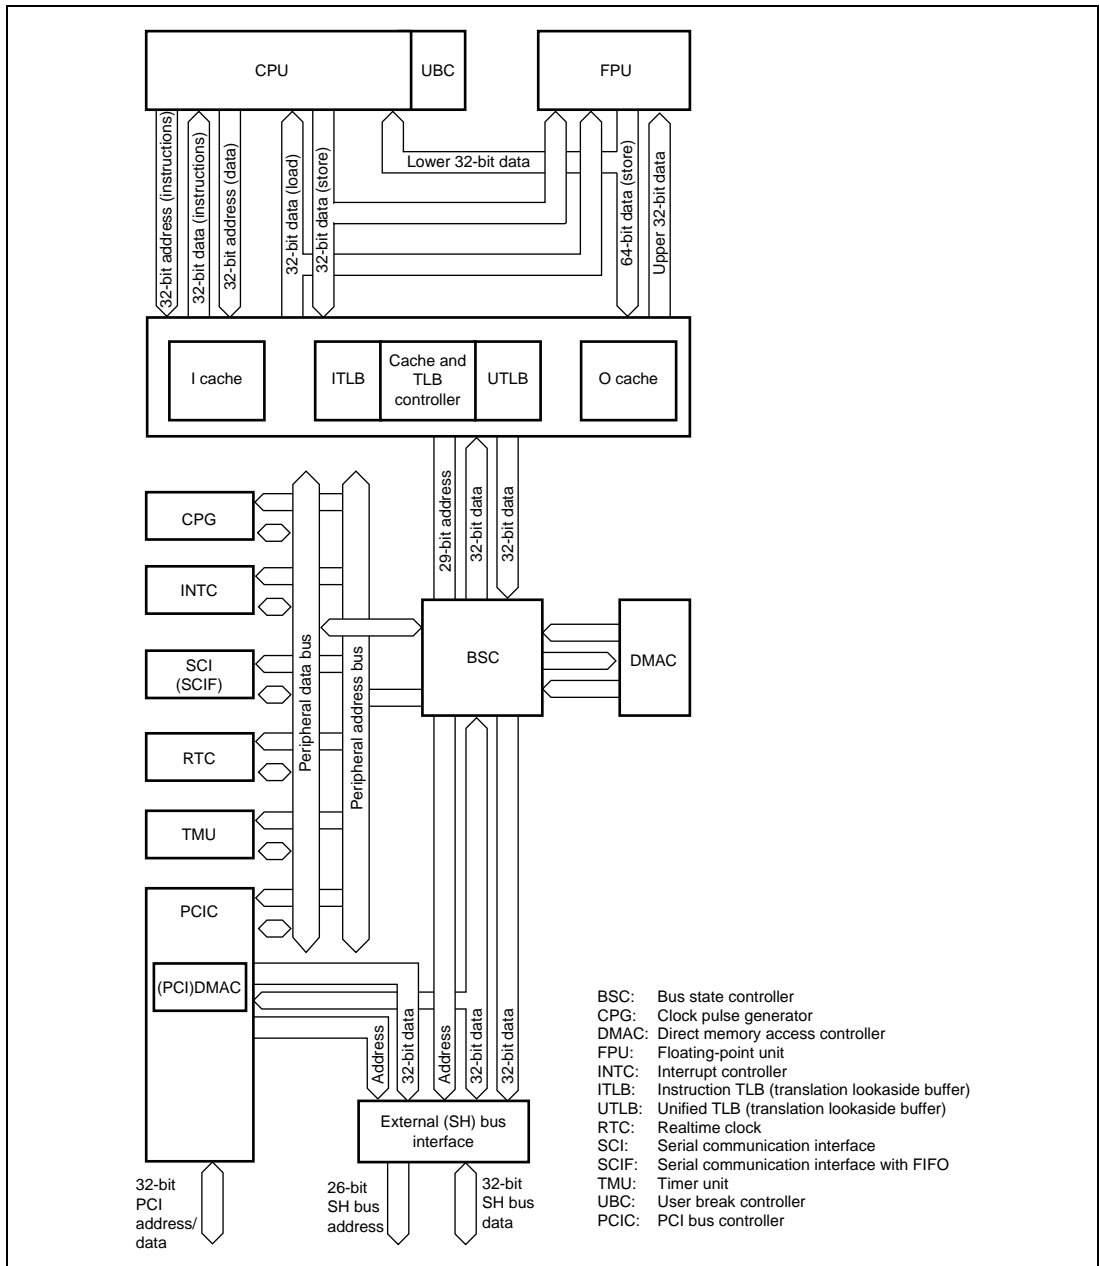 CPU
UBC
FPU
32-bit address (instructions)
32-bit data (instructions)
32-bit address (data)
32-bit data (load)
32-bit data (store)
Lower 32-bit data
64-bit data (store)
Upper 32-bit data
I cache
ITLB
Cache and
TLB
controller
UTLB
O cache
29-bit address
32-bit data
32-bit data
CPG
INTC
SCI
(SCIF)
RTC
TMU
PCIC
(PCI)DMAC
Peripheral data bus
Peripheral address bus
BSC
DMAC
Address
32-bit data
Address
32-bit data
32-bit data
External (SH) bus
interface
32-bit
PCI
address/
data
26-bit
SH bus
address
32-bit
SH bus
data
BSC: Bus state controller
CPG: Clock pulse generator
DMAC: Direct memory access controller
FPU: Floating-point unit
INTC: Interrupt controller
ITLB: Instruction TLB (translation lookaside buffer)
UTLB: Unified TLB (translation lookaside buffer)
RTC: Realtime clock
SCI: Serial communication interface
SCIF: Serial communication interface with FIFO
TMU: Timer unit
UBC: User break controller
PCIC: PCI bus controller